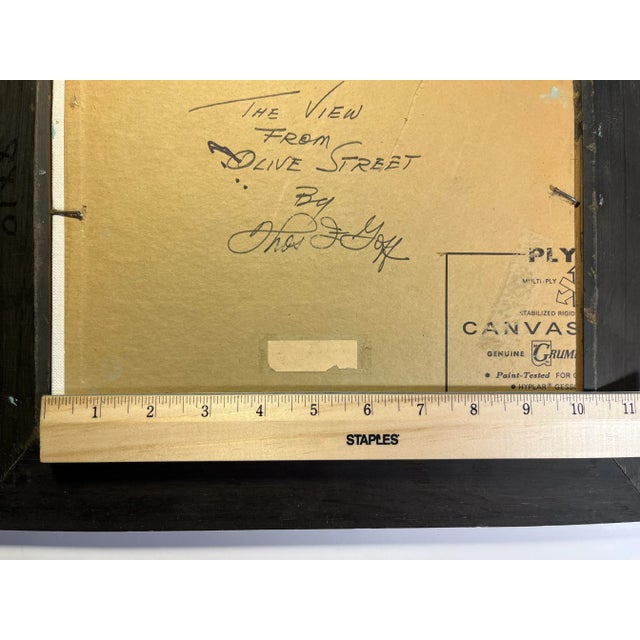 THE VIEW
FROM
OLIVE STREET
By
Thos F Goff
PLY
MULTI-PLY
STABILIZED RIGID
CANVAS
GENUINE GRUM
• Paint-Tested FOR
• HYPLAR® GESS
1 2 3 4 5 6 7 8 9 10 11
STAPLES